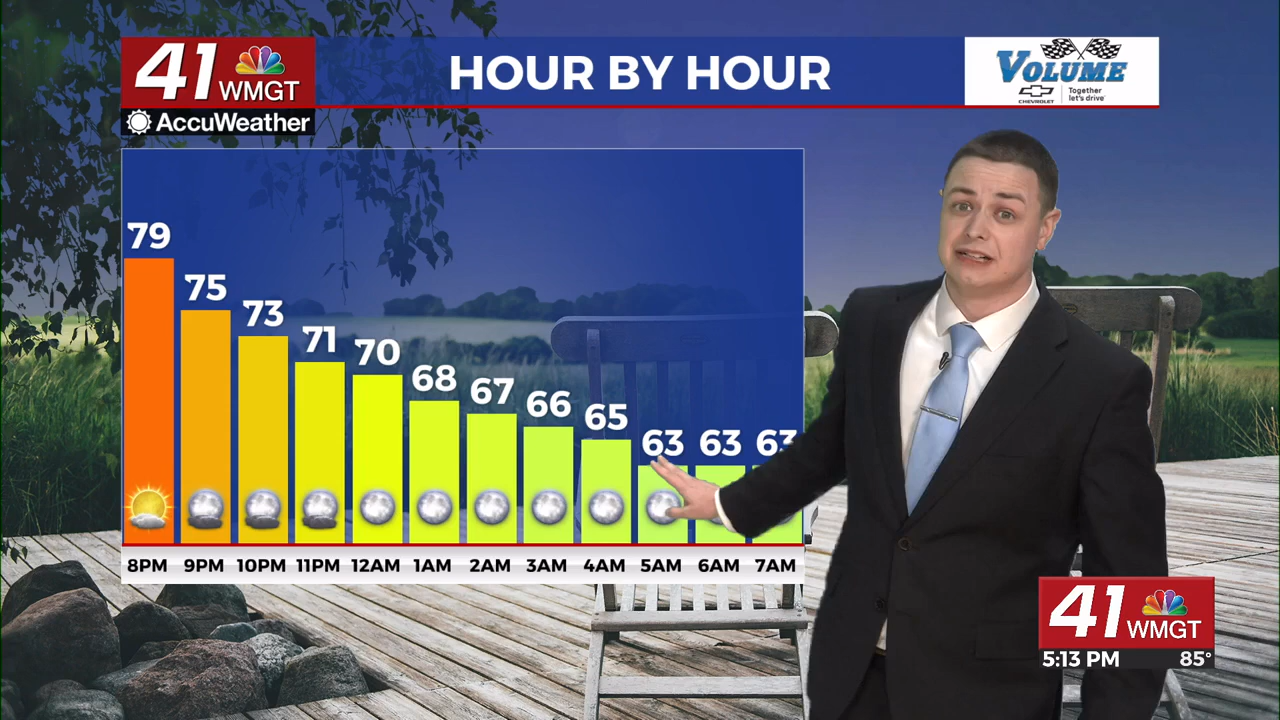 41 WMGT
AccuWeather
HOUR BY HOUR
VOLUME
CHEVROLET
Together
let's drive
79
75
73
71
70
68
67
66
65
63
63
63
8PM 9PM 10PM 11PM 12AM 1AM 2AM 3AM 4AM 5AM 6AM 7AM
41 WMGT
5:13 PM 85°